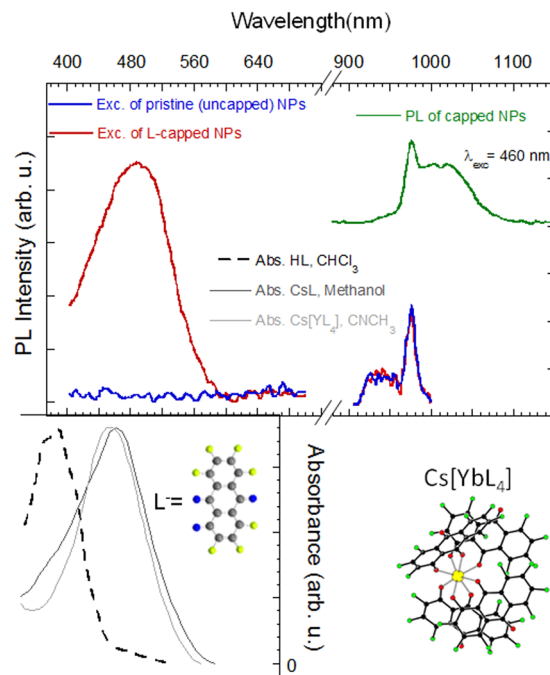 Wavelength(nm)
400 480 560 640 900 1000 1100
Exc. of pristine (uncapped) NPs
Exc. of L-capped NPs
PL of capped NPs
λexc= 460 nm
PL Intensity (arb. u.)
Abs. HL, CHCl3
Abs. CsL, Methanol
Abs. Cs[YL4], CNCH3
L-=
Absorbance (arb. u.)
0
Cs[YbL4]